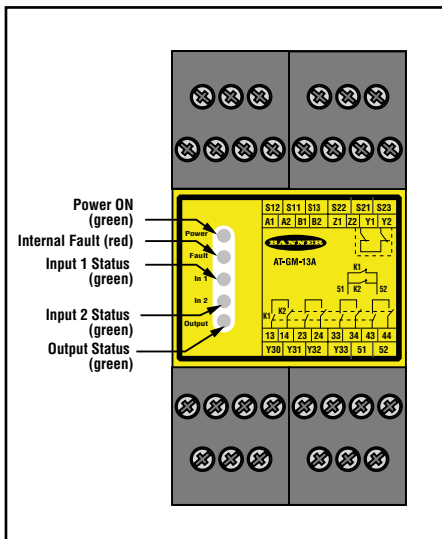 Power ON
(green)
Internal Fault (red)
Input 1 Status
(green)
Input 2 Status
(green)
Output Status
(green)
Power
Fault
In 1
In 2
Output
S12 S11 S13 S22 S21 S23
A1 A2 B1 B2 Z1 Z2 Y1 Y2
BANNER
AT-GM-13A
K1
51 K2 52
K1 K2
13 14 23 24 33 34 43 44
Y30 Y31 Y32 Y33 51 52